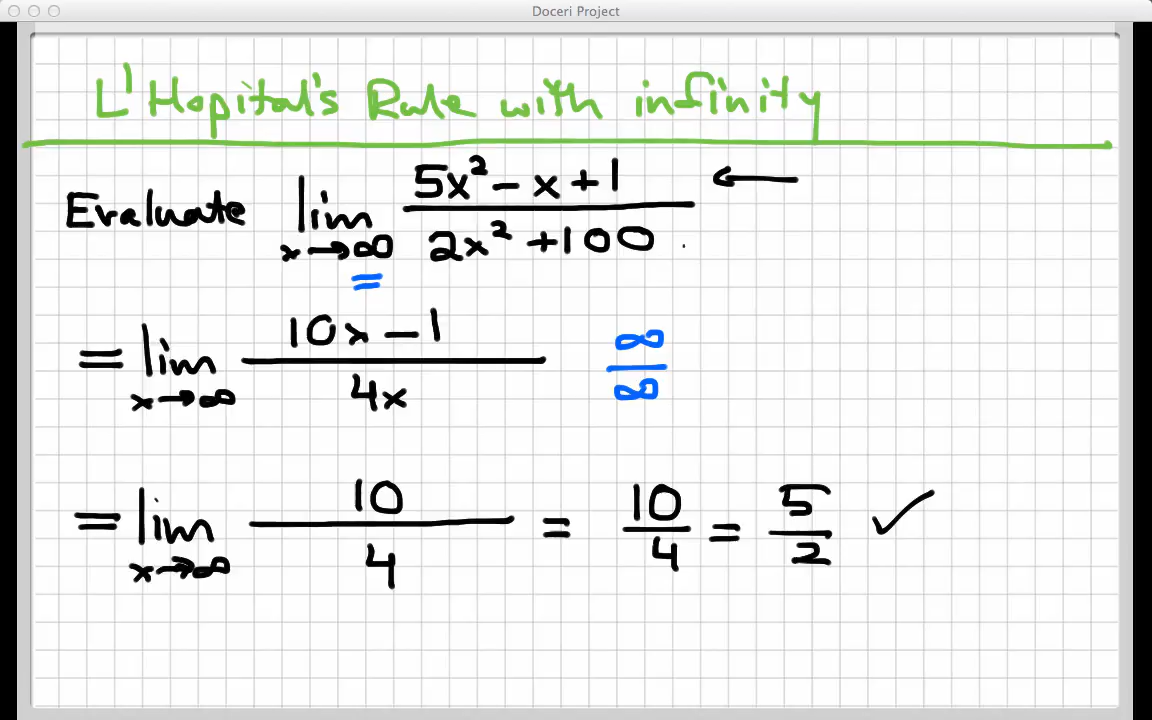 Doceri Project
L'Hopital's Rule with infinity
Evaluate lim x→∞ (5x² − x + 1)/(2x² + 100) ←
=
= lim x→∞ (10x − 1)/(4x) ∞/∞
= lim x→∞ 10/4 = 10/4 = 5/2 ✓